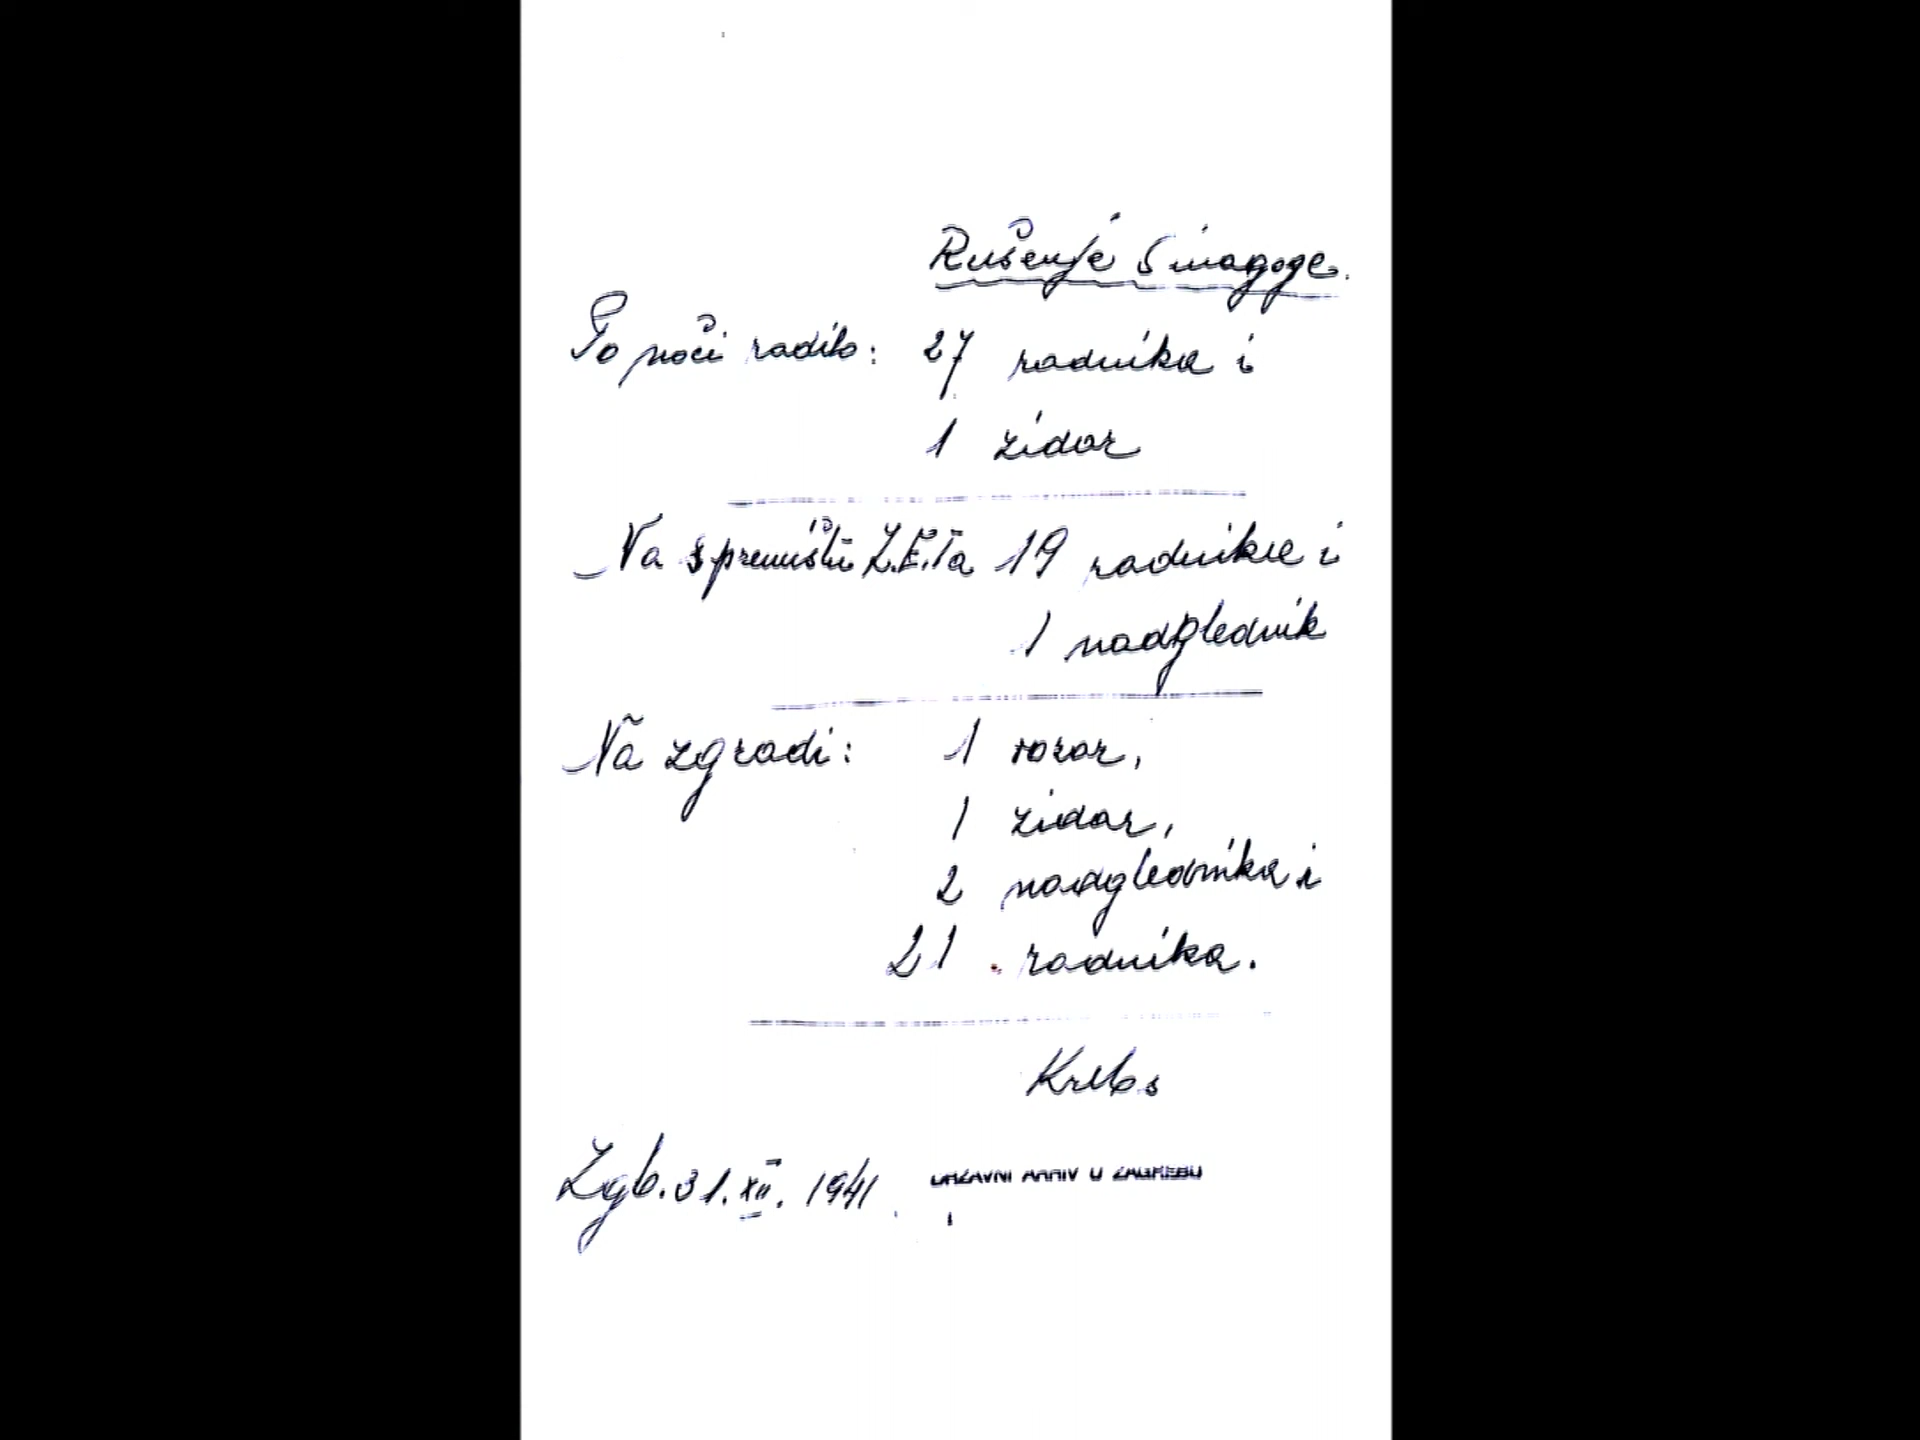 Rušenje Sinagoge.
Po noći radilo: 27 radnika i
1 zidar
Na spremištu Z.E.Ta 19 radnika i
1 nadglednik
Na zgradi: 1 tesar,
1 zidar,
2 nadglednika i
21 radnika.
Krebs
Zgb. 31. XII. 1941
DRŽAVNI ARHIV U ZAGREBU